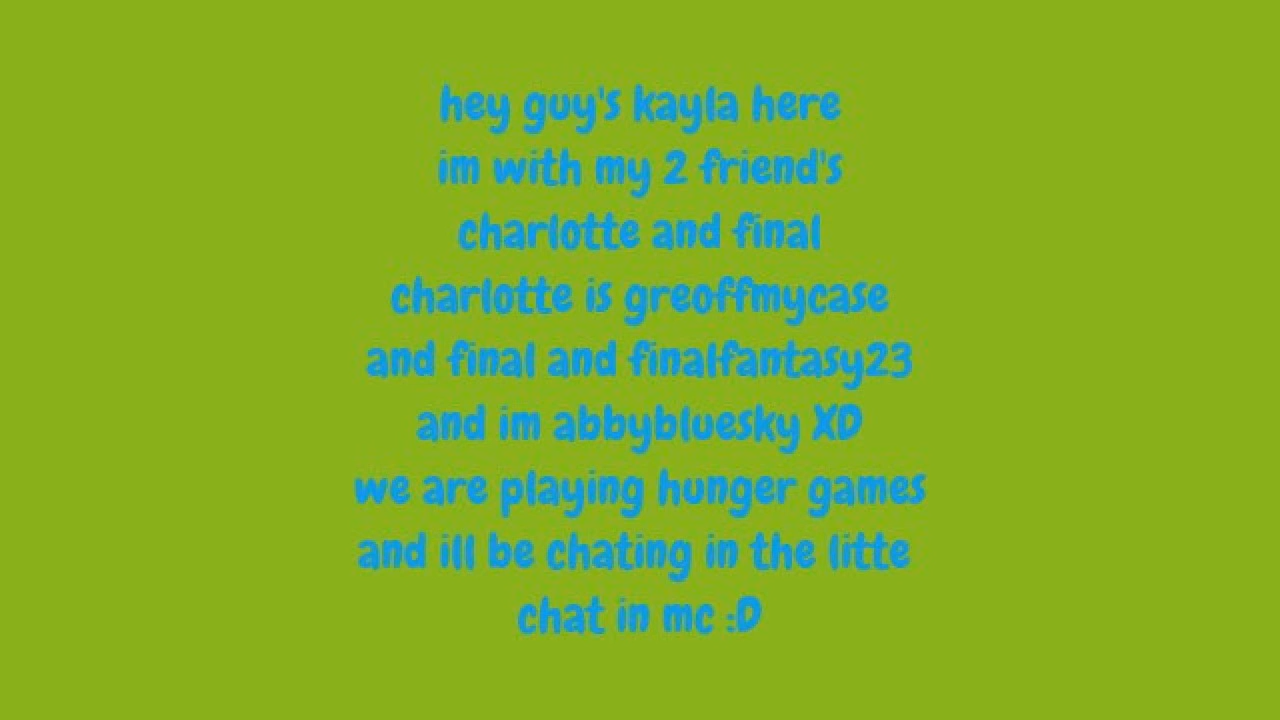 hey guy's kayla here
im with my 2 friend's
charlotte and final
charlotte is greoffmycase
and final and finalfantasy23
and im abbybluesky XD
we are playing hunger games
and ill be chating in the litte
chat in mc :D